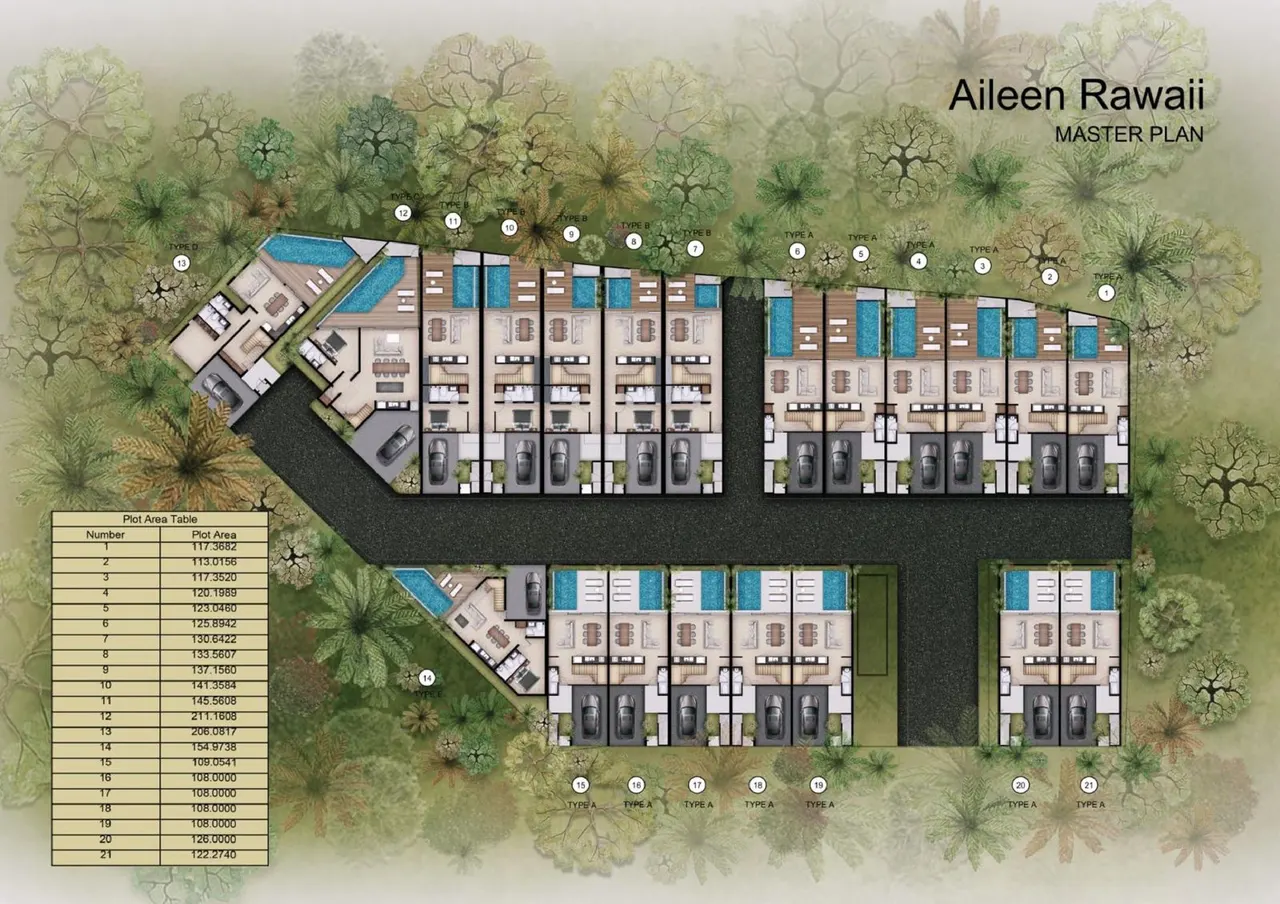 Aileen Rawaii
MASTER PLAN
TYPE C
12
TYPE B
11
TYPE B
10
TYPE B
9
TYPE B
8
TYPE B
7
TYPE A
6
TYPE A
5
TYPE A
4
TYPE A
3
TYPE A
2
TYPE A
1
TYPE D
13
Plot Area Table
Number Plot Area
1 117.3682
2 113.0156
3 117.3520
4 120.1989
5 123.0460
6 125.8942
7 130.6422
8 133.5607
9 137.1560
10 141.3584
11 145.5608
12 211.1608
13 206.0817
14 154.9738
15 109.0541
16 108.0000
17 108.0000
18 108.0000
19 108.0000
20 126.0000
21 122.2740
14
TYPE E
15
TYPE A
16
TYPE A
17
TYPE A
18
TYPE A
19
TYPE A
20
TYPE A
21
TYPE A